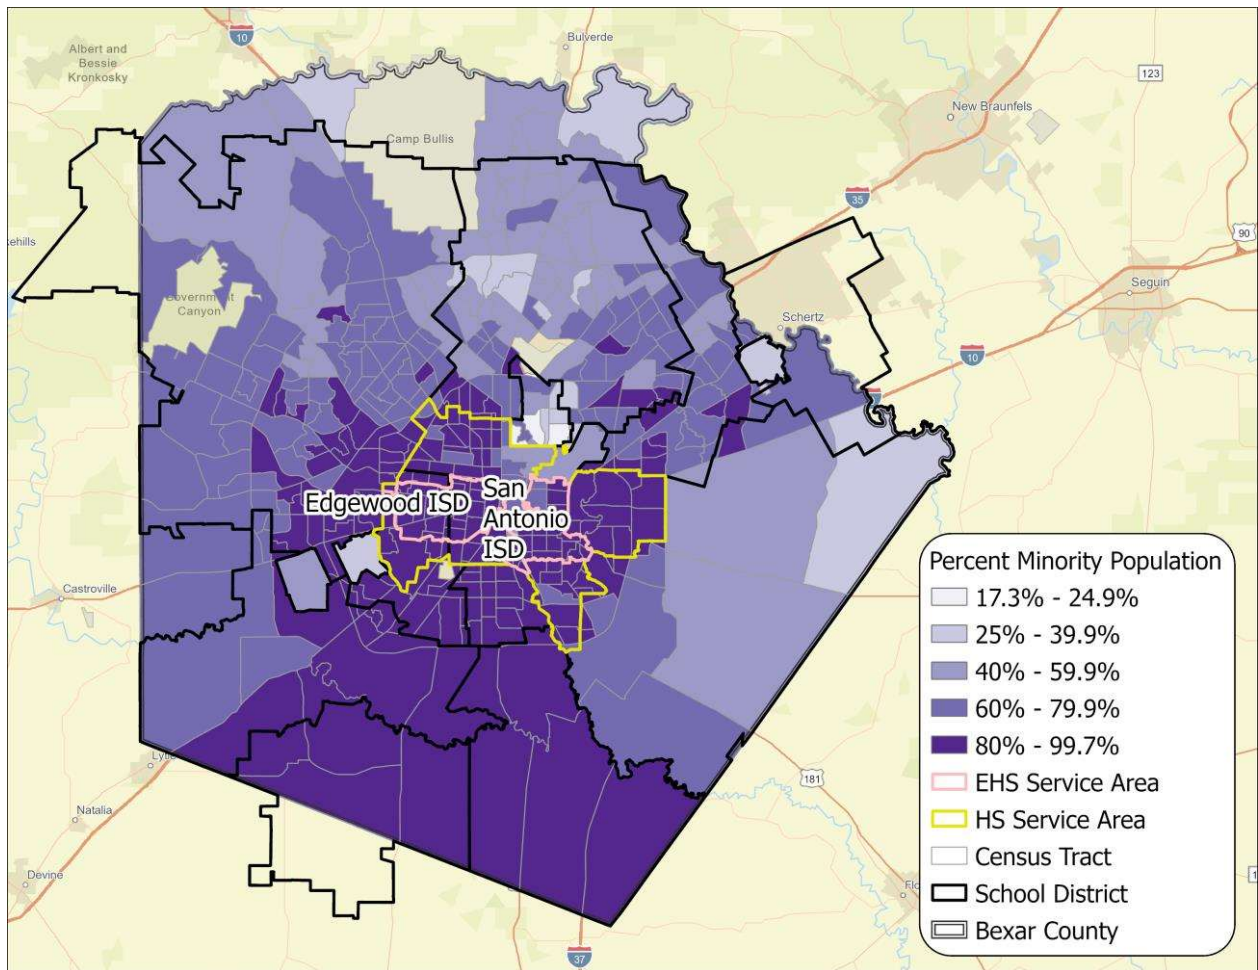 Albert and
Bessie
Kronkosky
10
Bulverde
123
New Braunfels
Camp Bullis
35
90
Government
Canyon
Seguin
Schertz
10
San
Edgewood ISD
Antonio
ISD
Castroville
Natalia
Devine
181
37
Percent Minority Population
17.3% - 24.9%
25% - 39.9%
40% - 59.9%
60% - 79.9%
80% - 99.7%
EHS Service Area
HS Service Area
Census Tract
School District
Bexar County